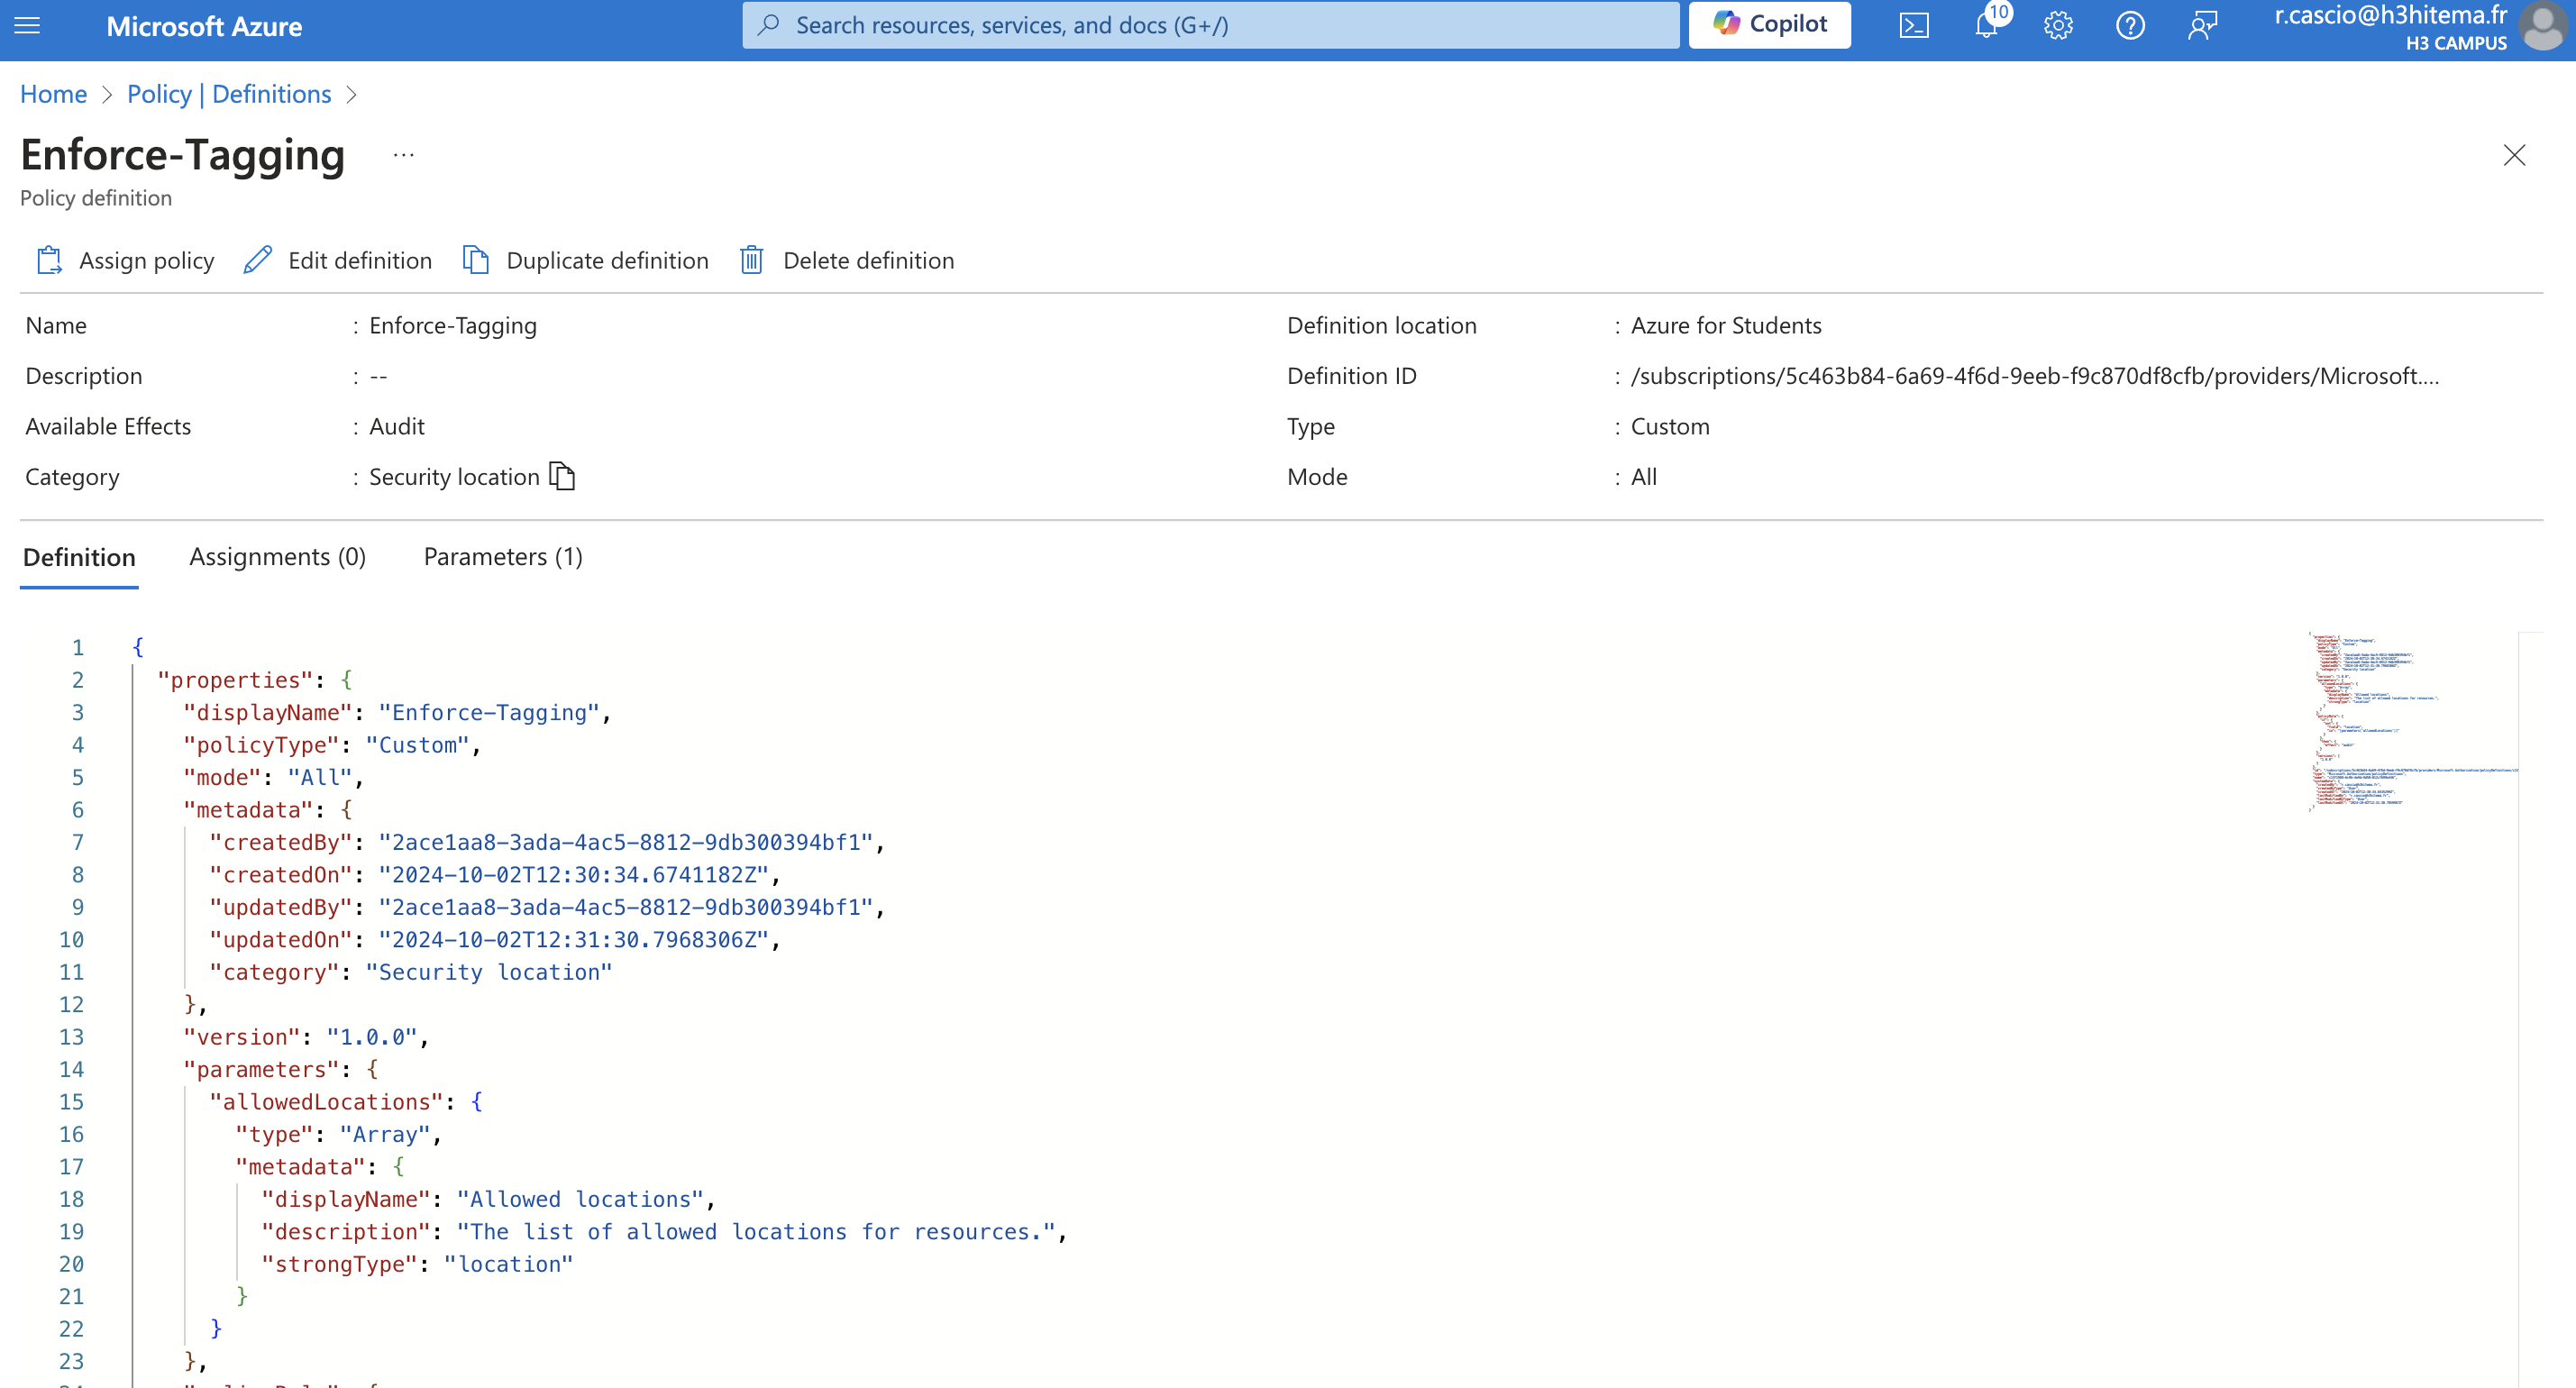 Microsoft Azure
Search resources, services, and docs (G+/)
Copilot
10
r.cascio@h3hitema.fr
H3 CAMPUS
Home > Policy | Definitions >
Enforce-Tagging ...
Policy definition
Assign policy Edit definition Duplicate definition Delete definition
Name : Enforce-Tagging
Definition location : Azure for Students
Description : --
Definition ID : /subscriptions/5c463b84-6a69-4f6d-9eeb-f9c870df8cfb/providers/Microsoft....
Available Effects : Audit
Type : Custom
Category : Security location
Mode : All
Definition Assignments (0) Parameters (1)
1 {
2 "properties": {
3 "displayName": "Enforce-Tagging",
4 "policyType": "Custom",
5 "mode": "All",
6 "metadata": {
7 "createdBy": "2ace1aa8-3ada-4ac5-8812-9db300394bf1",
8 "createdOn": "2024-10-02T12:30:34.6741182Z",
9 "updatedBy": "2ace1aa8-3ada-4ac5-8812-9db300394bf1",
10 "updatedOn": "2024-10-02T12:31:30.7968306Z",
11 "category": "Security location"
12 },
13 "version": "1.0.0",
14 "parameters": {
15 "allowedLocations": {
16 "type": "Array",
17 "metadata": {
18 "displayName": "Allowed locations",
19 "description": "The list of allowed locations for resources.",
20 "strongType": "location"
21 }
22 }
23 },